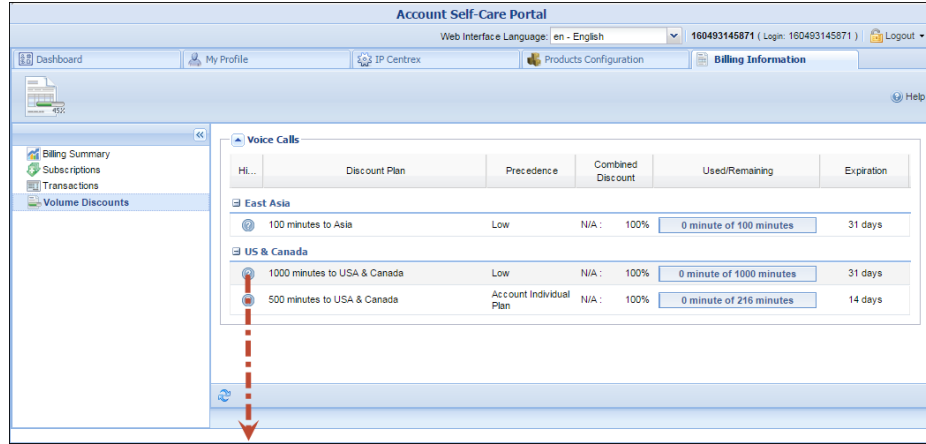 Account Self-Care Portal
Web Interface Language: en - English 160493145871 ( Login: 160493145871 ) Logout
Dashboard My Profile IP Centrex Products Configuration Billing Information
45% Help
Billing Summary
Subscriptions
Transactions
Volume Discounts
Voice Calls
Hi... Discount Plan Precedence Combined Discount Used/Remaining Expiration
East Asia
100 minutes to Asia Low N/A : 100% 0 minute of 100 minutes 31 days
US & Canada
1000 minutes to USA & Canada Low N/A : 100% 0 minute of 1000 minutes 31 days
500 minutes to USA & Canada Account Individual Plan N/A : 100% 0 minute of 216 minutes 14 days